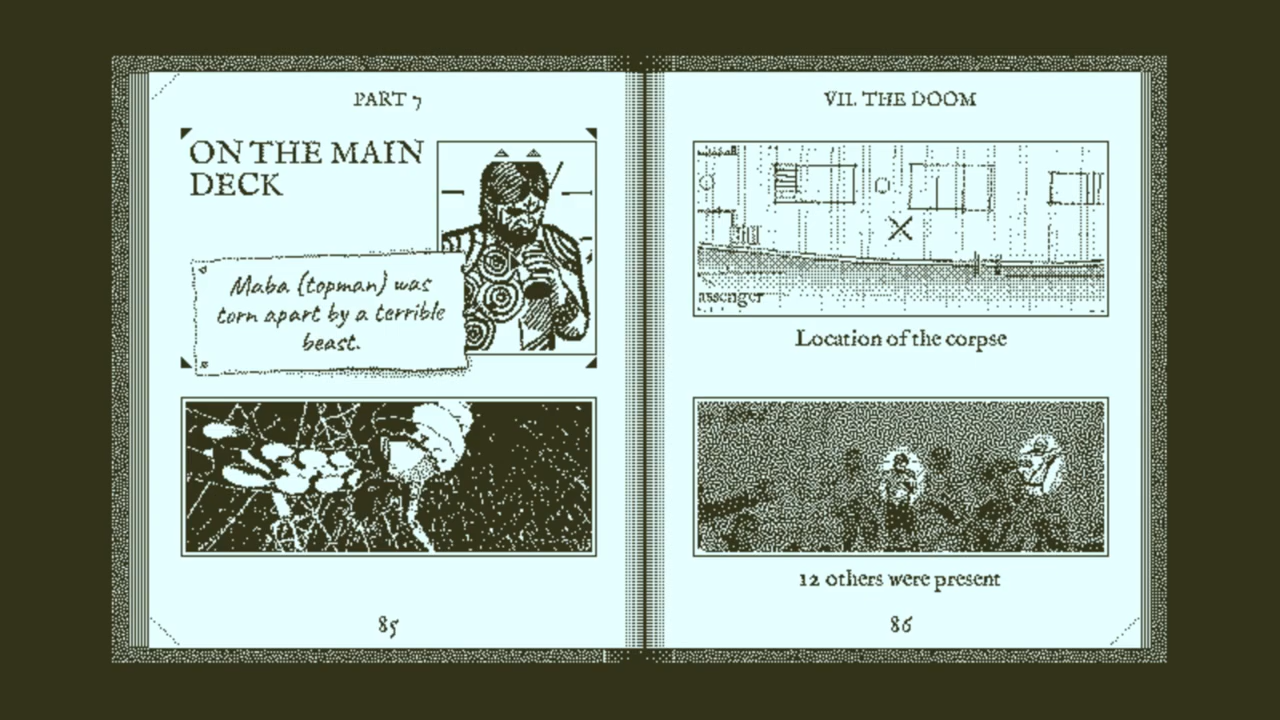 PART 7
ON THE MAIN
DECK
Maba (topman) was
torn apart by a terrible
beast.
85
VII. THE DOOM
assenger
Location of the corpse
12 others were present
86